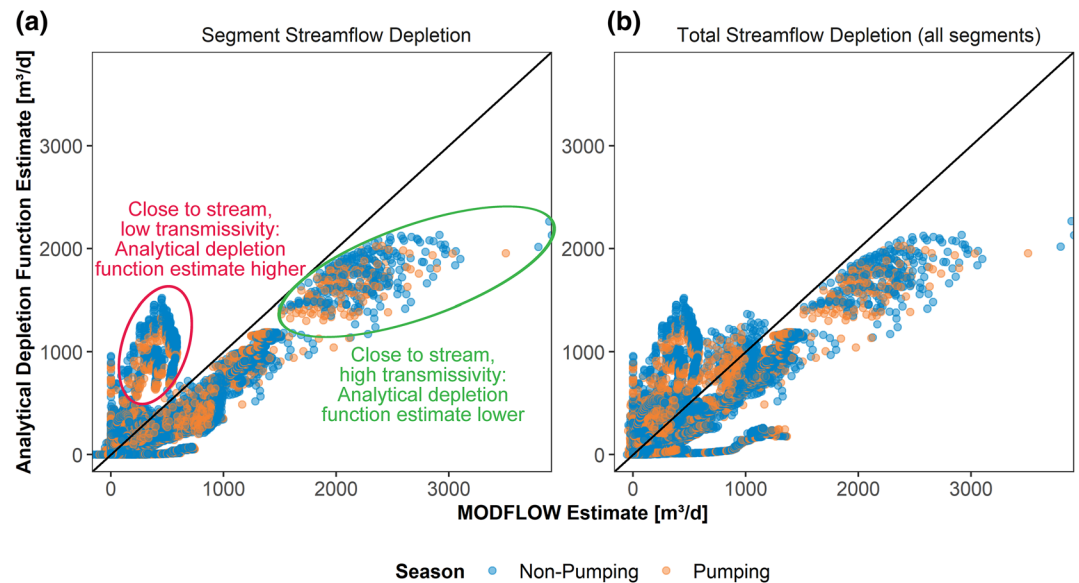 (a)
Segment Streamflow Depletion
(b)
Total Streamflow Depletion (all segments)
Analytical Depletion Function Estimate [m³/d]
3000
2000
1000
0
Close to stream,
low transmissivity:
Analytical depletion
function estimate higher
Close to stream,
high transmissivity:
Analytical depletion
function estimate lower
0
1000
2000
3000
3000
2000
1000
0
0
1000
2000
3000
MODFLOW Estimate [m³/d]
Season Non-Pumping Pumping